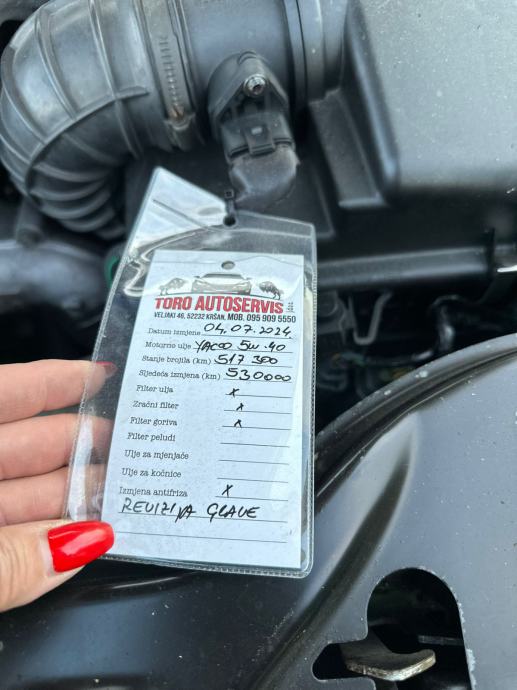 TORO AUTOSERVIS
VELJAKI 46, 52232 KRŠAN, MOB. 095 909 5550
Datum izmjene 04.07.2024.
Motorno ulje YACCO 5W-40
Stanje brojila (km) 517 300
Sljedeća izmjena (km) 530000
Filter ulja x
Zračni filter x
Filter goriva x
Filter peludi
Ulje za mjenjače
Ulje za kočnice
Izmjena antifriza x
REVIZIJA GLAVE